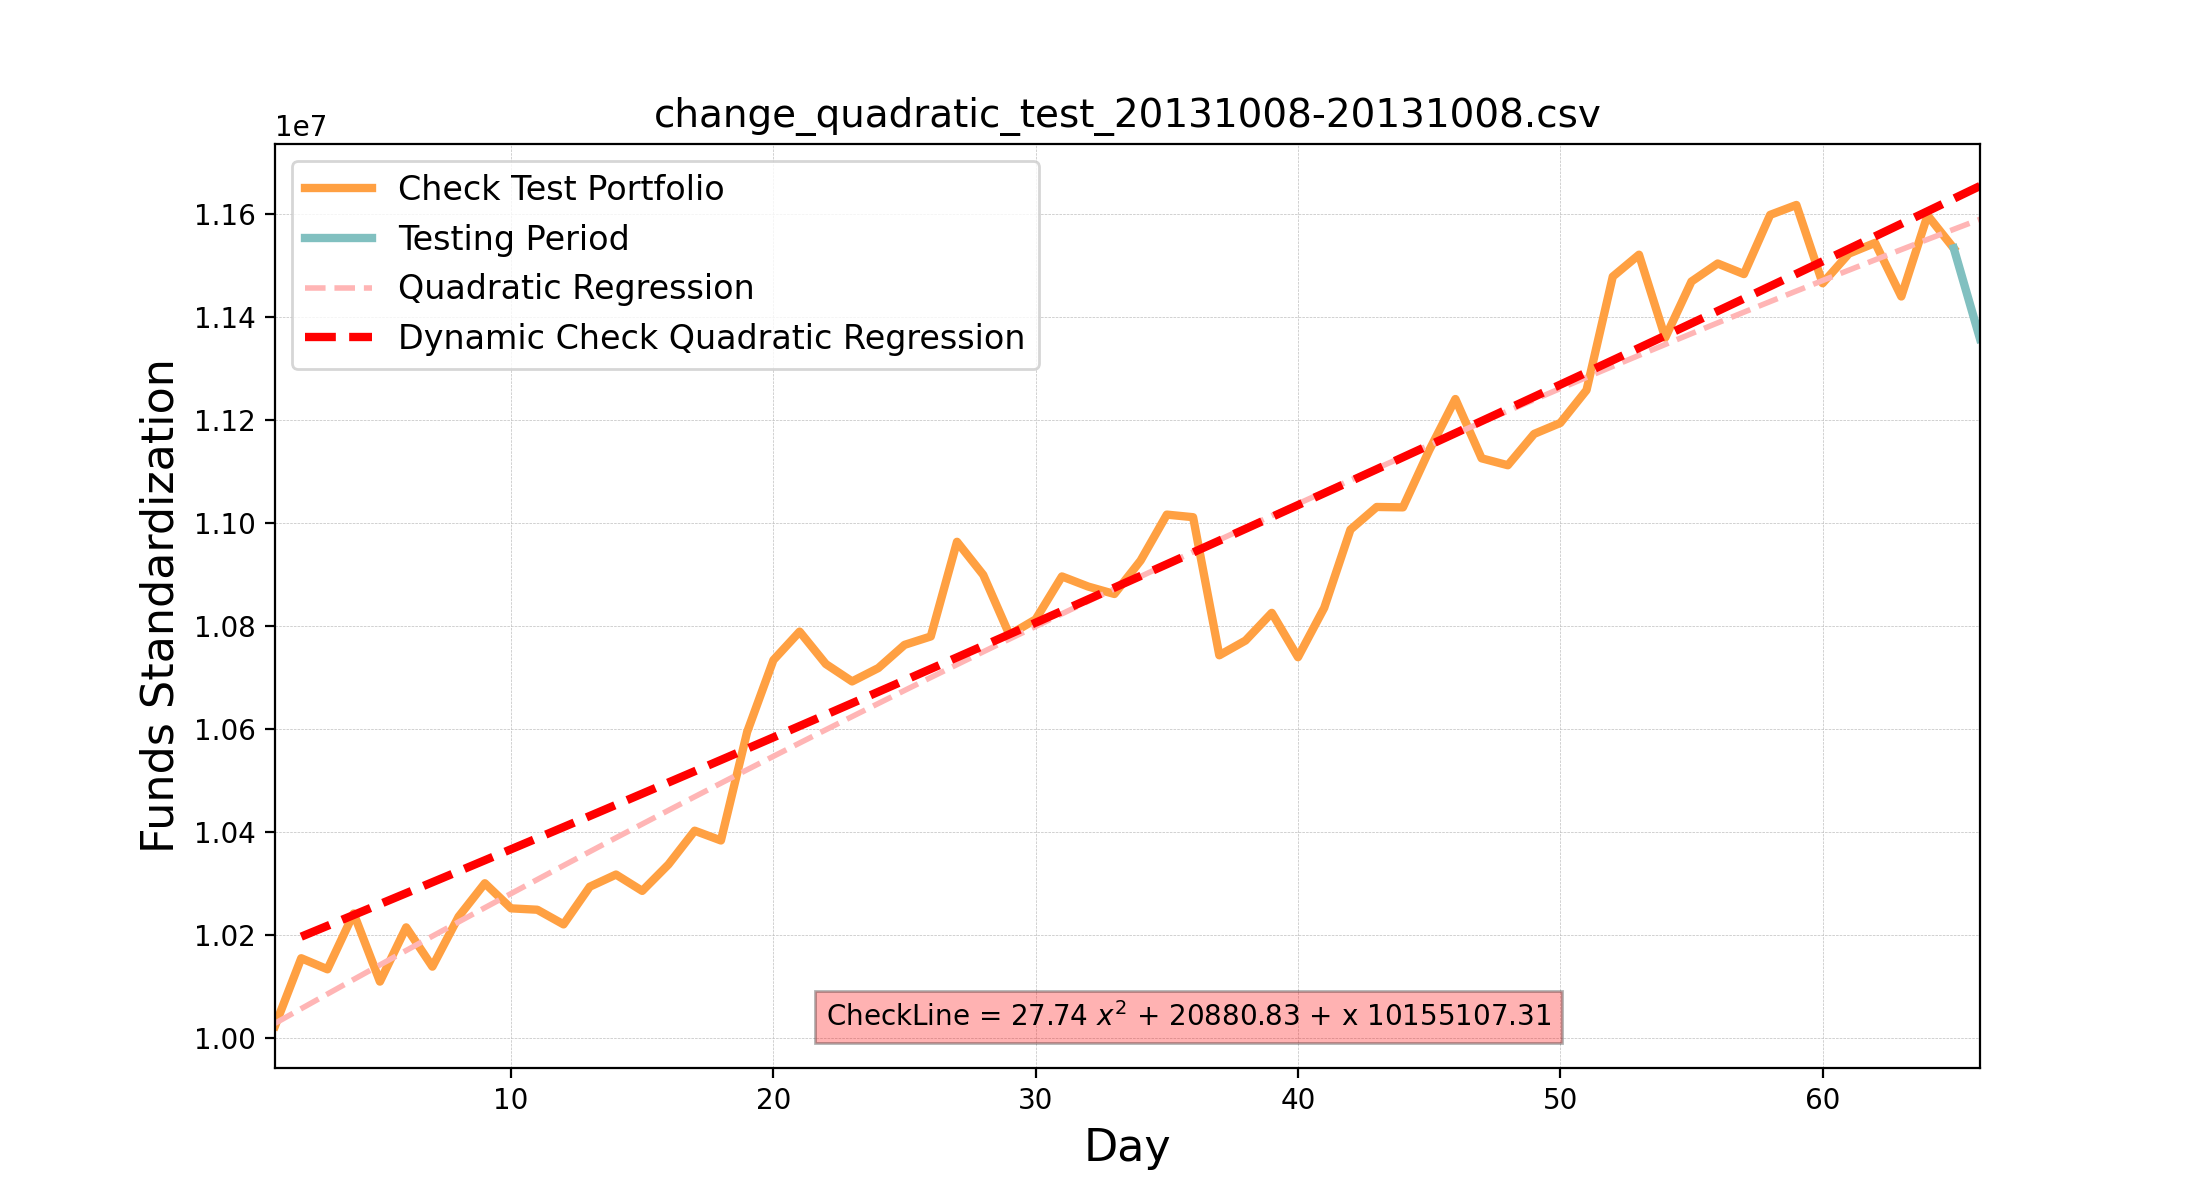 change_quadratic_test_20131008-20131008.csv
1e7
Check Test Portfolio
Testing Period
Quadratic Regression
Dynamic Check Quadratic Regression
1.16
1.14
1.12
1.10
1.08
1.06
1.04
1.02
1.00
Funds Standardization
CheckLine = 27.74 x² + 20880.83 + x 10155107.31
10 20 30 40 50 60
Day